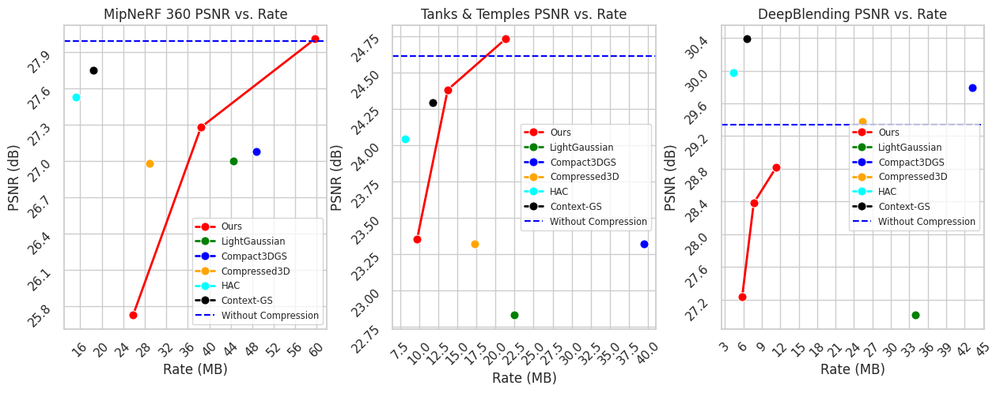 MipNeRF 360 PSNR vs. Rate
PSNR (dB)
27.9
27.6
27.3
27.0
26.7
26.4
26.1
25.8
Ours
LightGaussian
Compact3DGS
Compressed3D
HAC
Context-GS
Without Compression
16 20 24 28 32 36 40 44 48 52 56 60
Rate (MB)
Tanks & Temples PSNR vs. Rate
PSNR (dB)
24.75
24.50
24.25
24.00
23.75
23.50
23.25
23.00
22.75
Ours
LightGaussian
Compact3DGS
Compressed3D
HAC
Context-GS
Without Compression
7.5 10.0 12.5 15.0 17.5 20.0 22.5 25.0 27.5 30.0 32.5 35.0 37.5 40.0
Rate (MB)
DeepBlending PSNR vs. Rate
PSNR (dB)
30.4
30.0
29.6
29.2
28.8
28.4
28.0
27.6
27.2
Ours
LightGaussian
Compact3DGS
Compressed3D
HAC
Context-GS
Without Compression
3 6 9 12 15 18 21 24 27 30 33 36 39 42 45
Rate (MB)